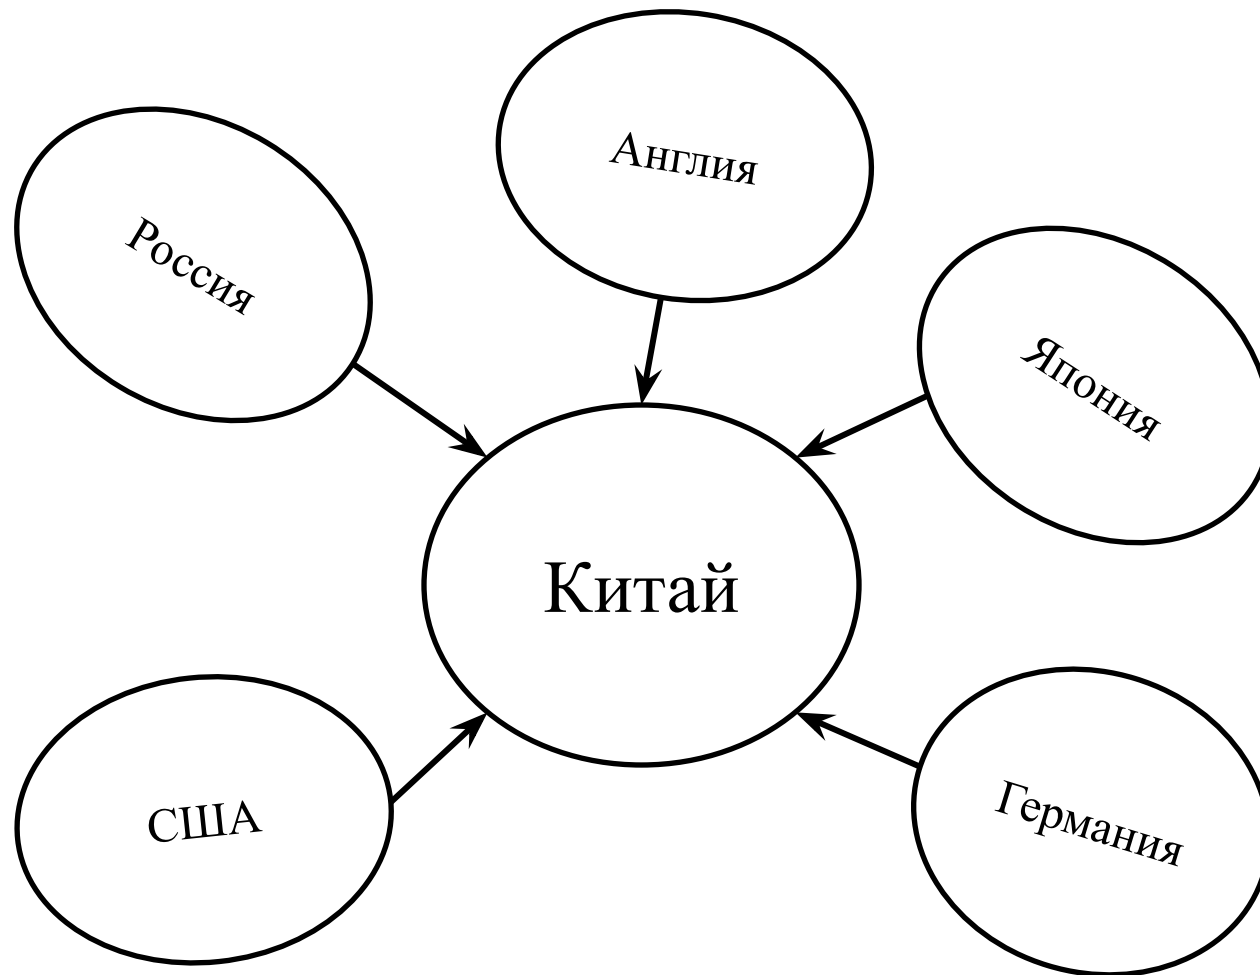 Англия
Россия
Япония
Китай
США
Германия